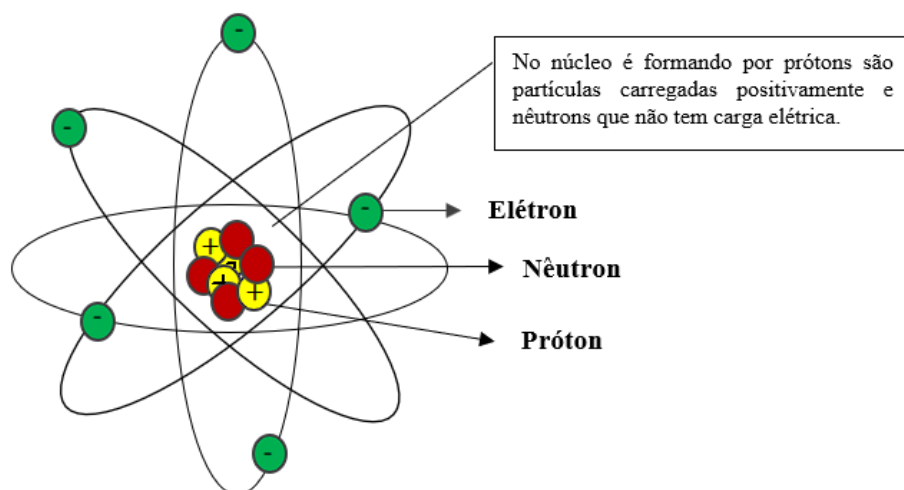 No núcleo é formando por prótons são
partículas carregadas positivamente e
nêutrons que não tem carga elétrica.
-
-
-
Elétron
+
+
+
Nêutron
-
Próton
-